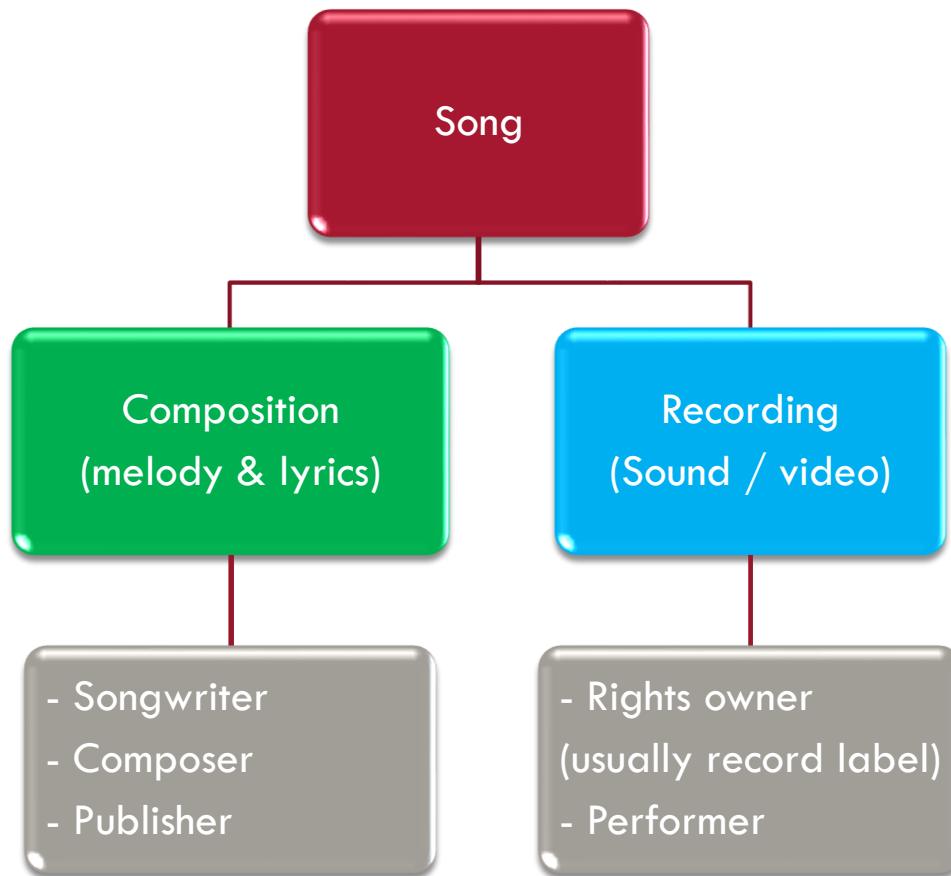 Song
Composition
(melody & lyrics)
Recording
(Sound / video)
- Songwriter
- Composer
- Publisher
- Rights owner
(usually record label)
- Performer